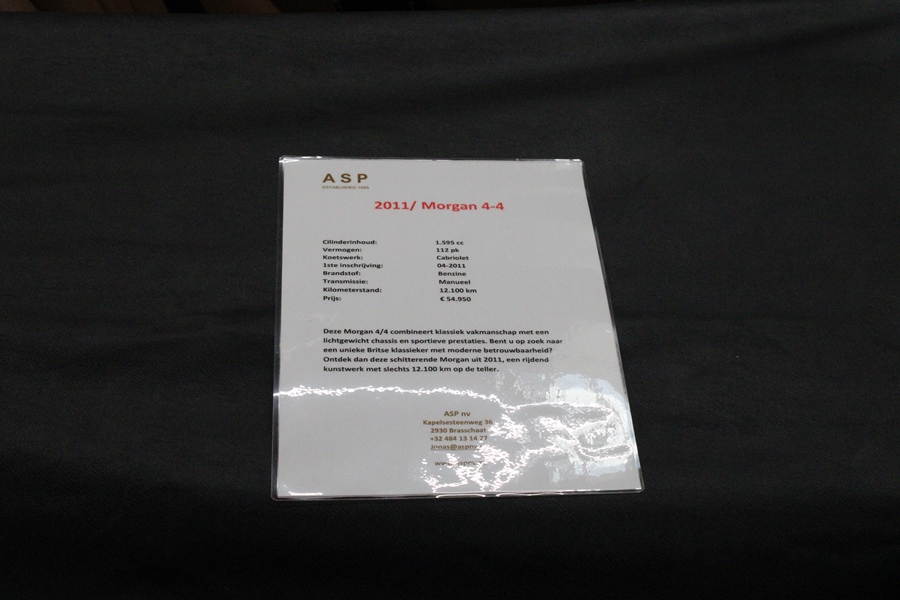 ASP
ESTABLISHED
2011/ Morgan 4-4
Cilinderinhoud: 1.595 cc
Vermogen: 112 pk
Koetswerk: Cabriolet
1ste inschrijving: 04-2011
Brandstof: Benzine
Transmissie: Manueel
Kilometerstand: 12.100 km
Prijs: € 54.950
Deze Morgan 4/4 combineert klassiek vakmanschap met een
lichtgewicht chassis en sportieve prestaties. Bent u op zoek naar
een unieke Britse klassieker met moderne betrouwbaarheid?
Ontdek dan deze schitterende Morgan uit 2011, een rijdend
kunstwerk met slechts 12.100 km op de teller.
ASP nv
Kapelsesteenweg 36
2930 Brasschaat
+32 484 13 14 27